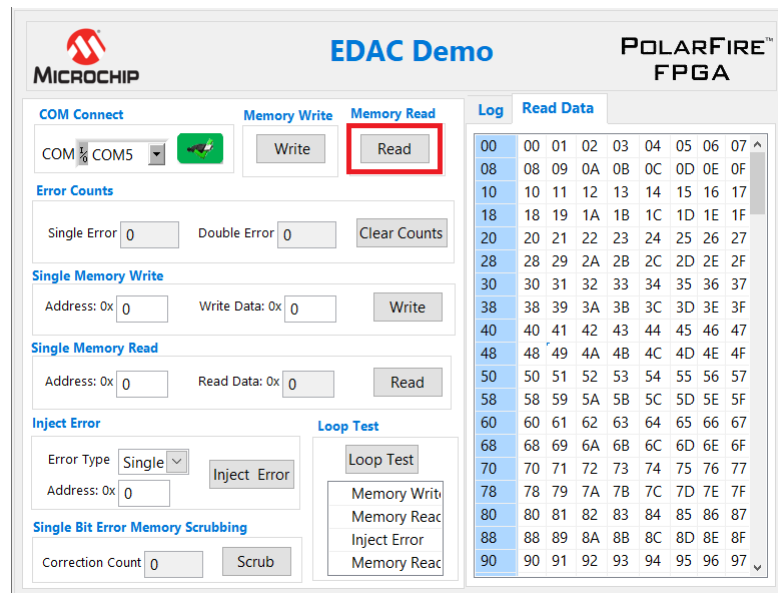 MICROCHIP
EDAC Demo
POLARFIRE™
FPGA
COM Connect
COM COM5
Memory Write
Write
Memory Read
Read
Error Counts
Single Error 0 Double Error 0 Clear Counts
Single Memory Write
Address: 0x 0 Write Data: 0x 0 Write
Single Memory Read
Address: 0x 0 Read Data: 0x 0 Read
Inject Error
Error Type Single
Address: 0x 0
Inject Error
Loop Test
Loop Test
Memory Writ
Memory Reac
Inject Error
Memory Reac
Single Bit Error Memory Scrubbing
Correction Count 0 Scrub
Log Read Data
00 00 01 02 03 04 05 06 07
08 08 09 0A 0B 0C 0D 0E 0F
10 10 11 12 13 14 15 16 17
18 18 19 1A 1B 1C 1D 1E 1F
20 20 21 22 23 24 25 26 27
28 28 29 2A 2B 2C 2D 2E 2F
30 30 31 32 33 34 35 36 37
38 38 39 3A 3B 3C 3D 3E 3F
40 40 41 42 43 44 45 46 47
48 48 49 4A 4B 4C 4D 4E 4F
50 50 51 52 53 54 55 56 57
58 58 59 5A 5B 5C 5D 5E 5F
60 60 61 62 63 64 65 66 67
68 68 69 6A 6B 6C 6D 6E 6F
70 70 71 72 73 74 75 76 77
78 78 79 7A 7B 7C 7D 7E 7F
80 80 81 82 83 84 85 86 87
88 88 89 8A 8B 8C 8D 8E 8F
90 90 91 92 93 94 95 96 97